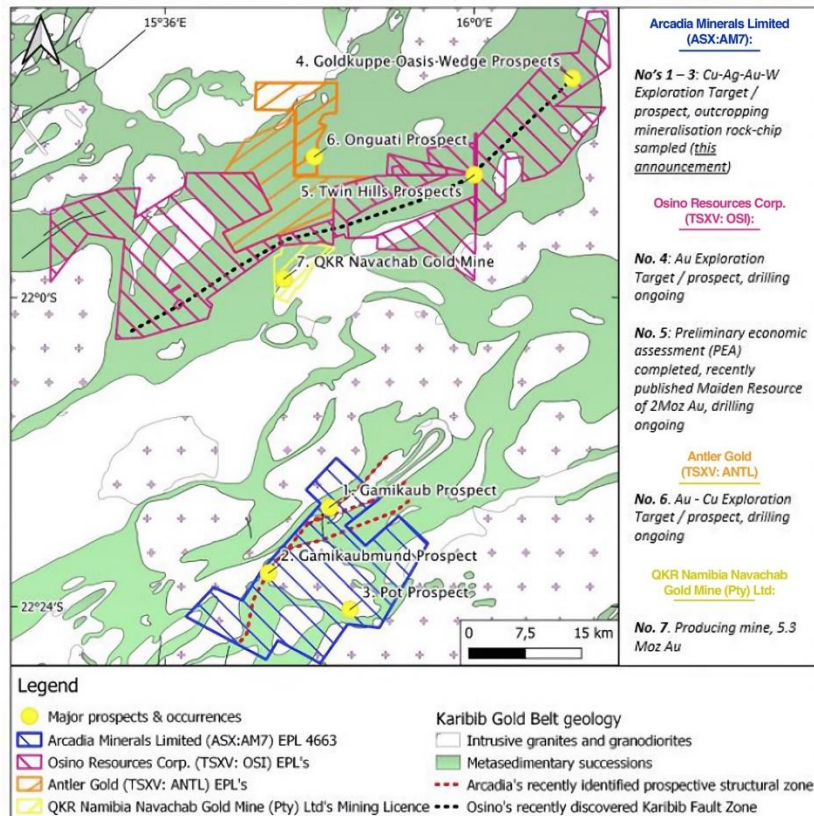 15°36'E
16°0'E
4. Goldkuppe-Oasis-Wedge Prospects
6. Onguati Prospect
5. Twin Hills Prospects
7. QKR Navachab Gold Mine
22°0'S
1. Gamikaub Prospect
2. Gamikaubmund Prospect
3. Pot Prospect
22°24'S
0 7,5 15 km
Arcadia Minerals Limited
(ASX:AM7):
No's 1 – 3: Cu-Ag-Au-W
Exploration Target /
prospect, outcropping
mineralisation rock-chip
sampled (this
announcement)
Osino Resources Corp.
(TSXV: OSI):
No. 4: Au Exploration
Target / prospect, drilling
ongoing
No. 5: Preliminary economic
assessment (PEA)
completed, recently
published Maiden Resource
of 2Moz Au, drilling
ongoing
Antler Gold
(TSXV: ANTL)
No. 6. Au - Cu Exploration
Target / prospect, drilling
ongoing
QKR Namibia Navachab
Gold Mine (Pty) Ltd:
No. 7. Producing mine, 5.3
Moz Au
Legend
Major prospects & occurrences
Arcadia Minerals Limited (ASX:AM7) EPL 4663
Osino Resources Corp. (TSXV: OSI) EPL's
Antler Gold (TSXV: ANTL) EPL's
QKR Namibia Navachab Gold Mine (Pty) Ltd's Mining Licence
Karibib Gold Belt geology
Intrusive granites and granodiorites
Metasedimentary successions
Arcadia's recently identified prospective structural zone
Osino's recently discovered Karibib Fault Zone